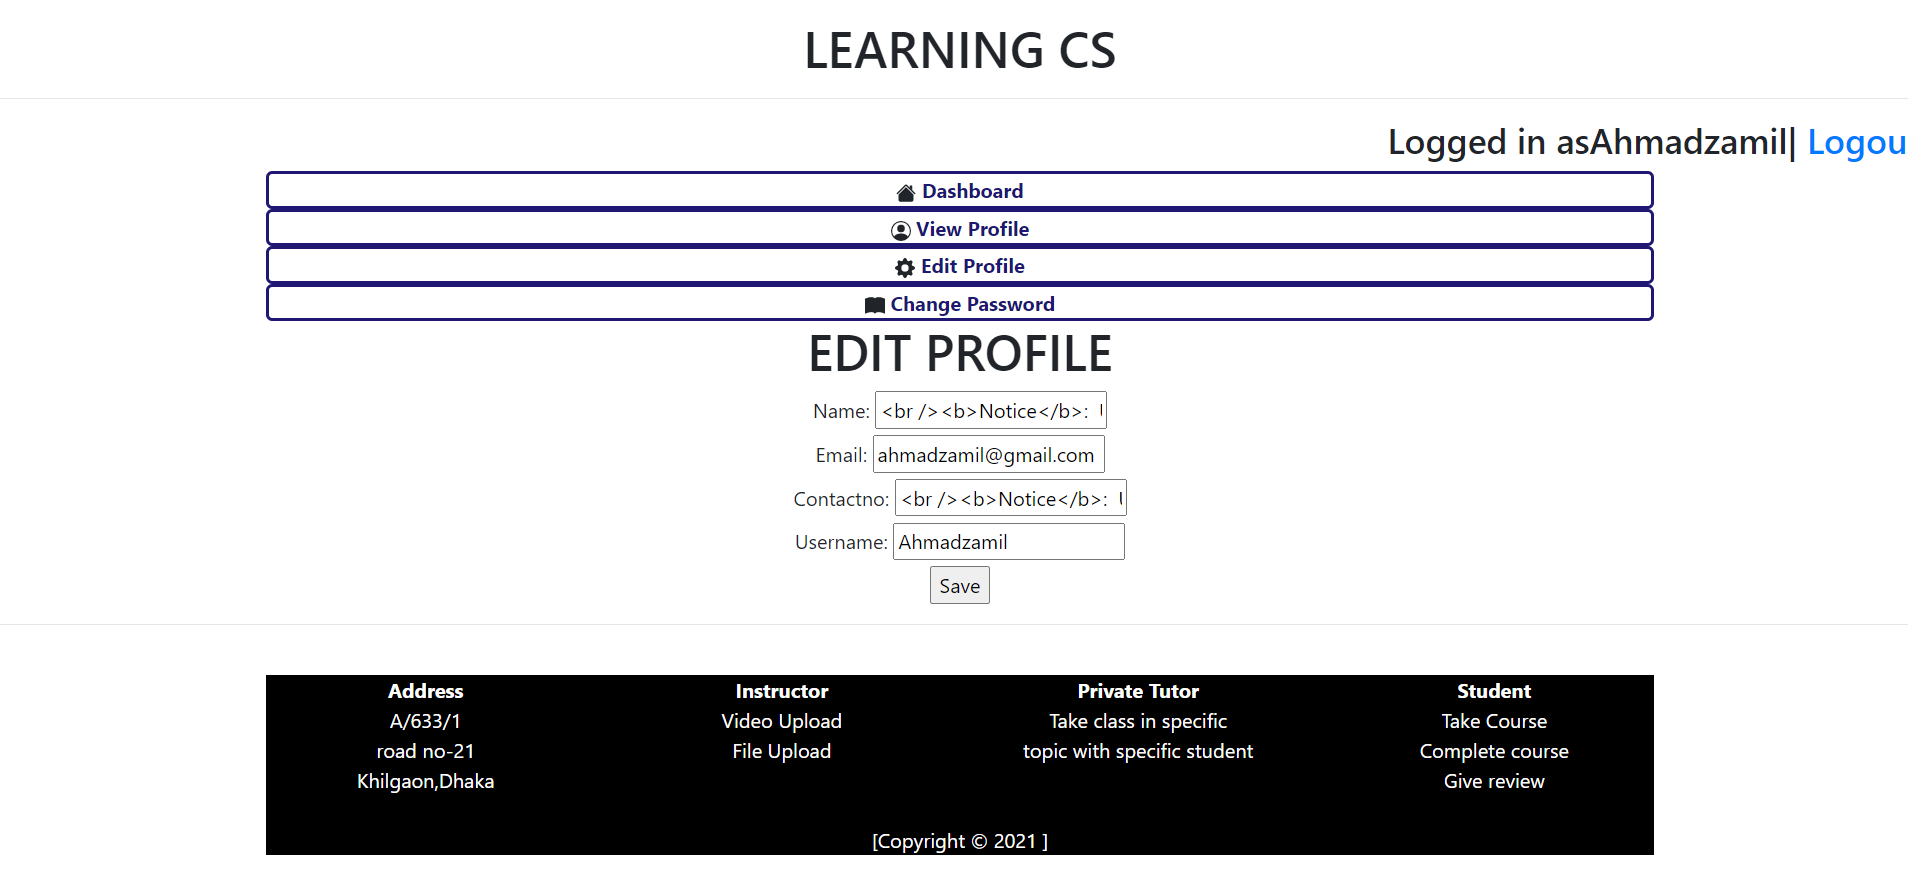 LEARNING CS
Logged in asAhmadzamil| Logou
Dashboard
View Profile
Edit Profile
Change Password
EDIT PROFILE
Name: <br /><b>Notice</b>:
Email: ahmadzamil@gmail.com
Contactno: <br /><b>Notice</b>:
Username: Ahmadzamil
Save
Address
A/633/1
road no-21
Khilgaon,Dhaka
Instructor
Video Upload
File Upload
Private Tutor
Take class in specific
topic with specific student
Student
Take Course
Complete course
Give review
[Copyright © 2021 ]